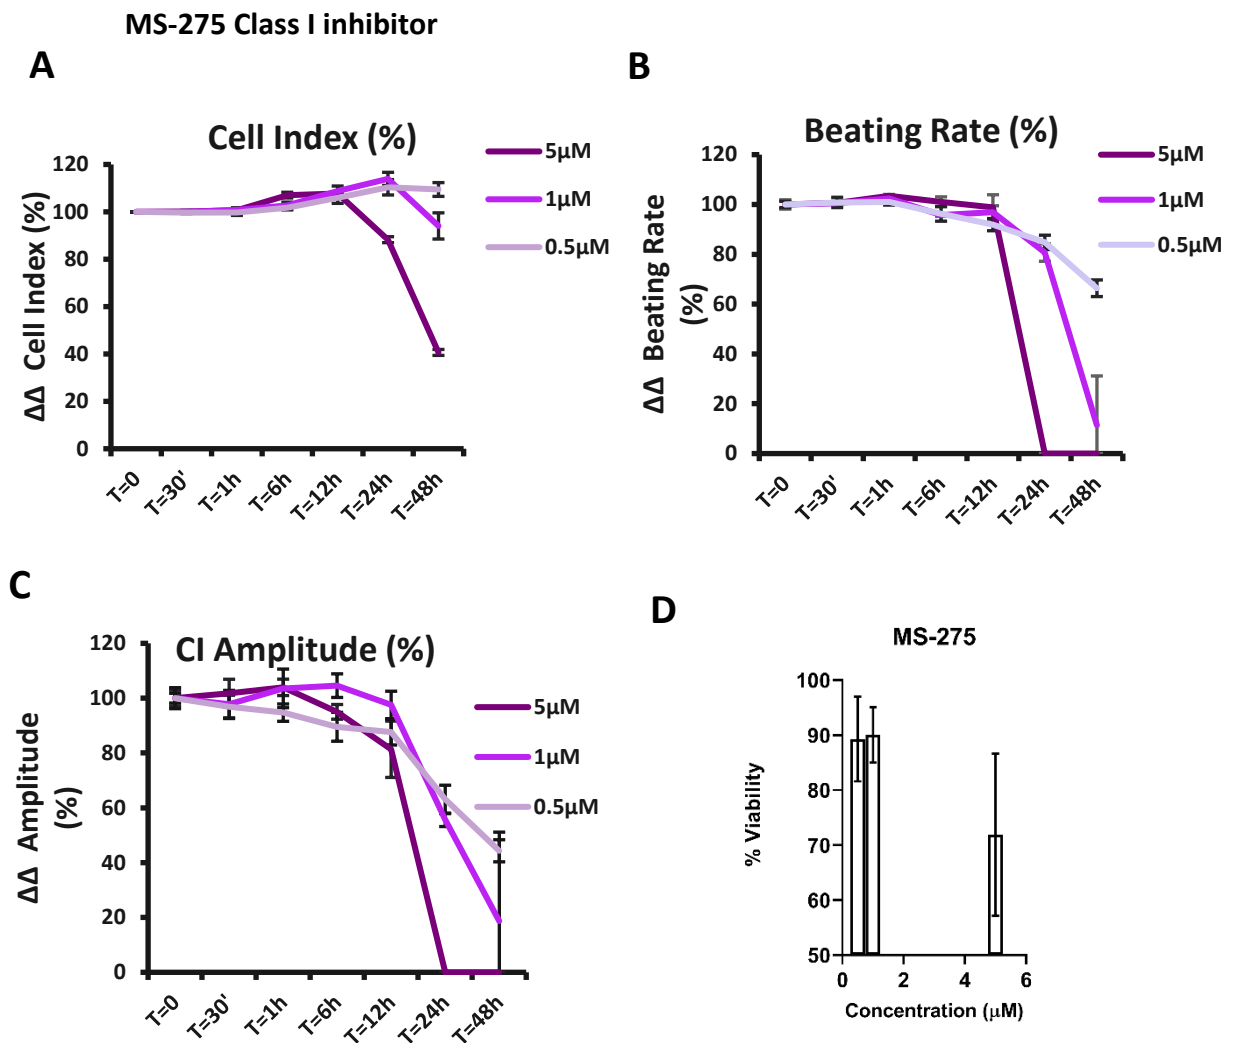 MS-275 Class I inhibitor
A
Cell Index (%)
ΔΔ Cell Index (%)
120
100
80
60
40
20
0
T=0
T=30'
T=1h
T=6h
T=12h
T=24h
T=48h
5µM
1µM
0.5µM
B
Beating Rate (%)
ΔΔ Beating Rate
(%)
120
100
80
60
40
20
0
T=0
T=30'
T=1h
T=6h
T=12h
T=24h
T=48h
5µM
1µM
0.5µM
C
CI Amplitude (%)
ΔΔ Amplitude
(%)
120
100
80
60
40
20
0
T=0
T=30'
T=1h
T=6h
T=12h
T=24h
T=48h
5µM
1µM
0.5µM
D
MS-275
% Viability
100
90
80
70
60
50
0 2 4 6
Concentration (µM)